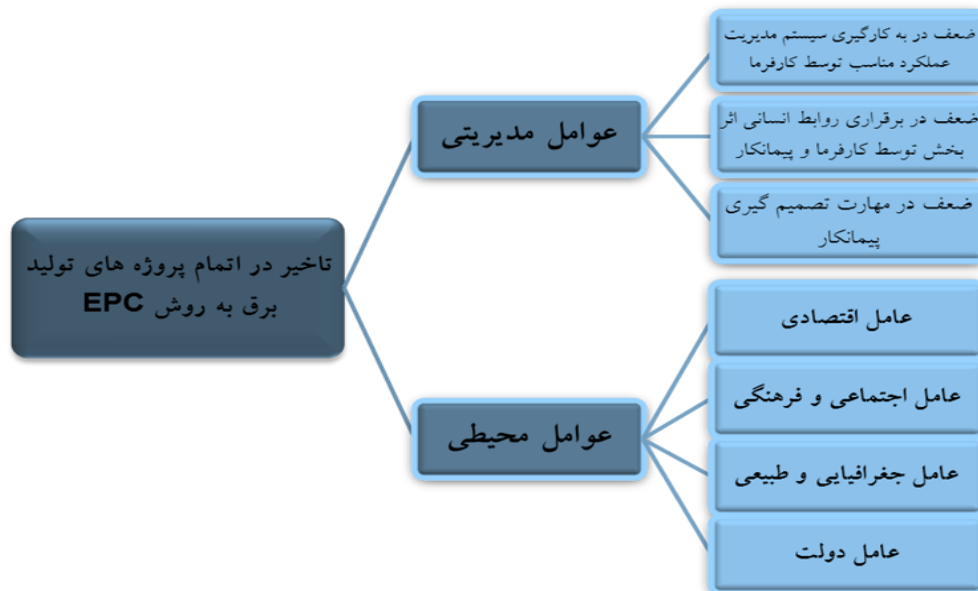 تاخیر در اتمام پروژه های تولید
برق به روش EPC
عوامل مدیریتی
ضعف در به کارگیری سیستم مدیریت
عملکرد مناسب توسط کارفرما
ضعف در برقراری روابط انسانی اثر
بخش توسط کارفرما و پیمانکار
ضعف در مهارت تصمیم گیری
پیمانکار
عوامل محیطی
عامل اقتصادی
عامل اجتماعی و فرهنگی
عامل جغرافیایی و طبیعی
عامل دولت